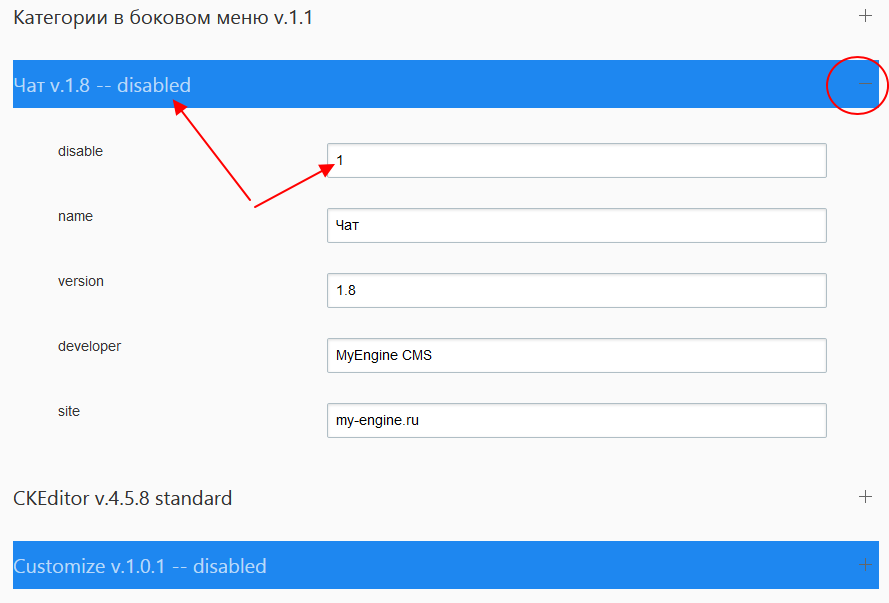 Категории в боковом меню v.1.1
Чат v.1.8 -- disabled
disable
1
name
Чат
version
1.8
developer
MyEngine CMS
site
my-engine.ru
CKEditor v.4.5.8 standard
Customize v.1.0.1 -- disabled